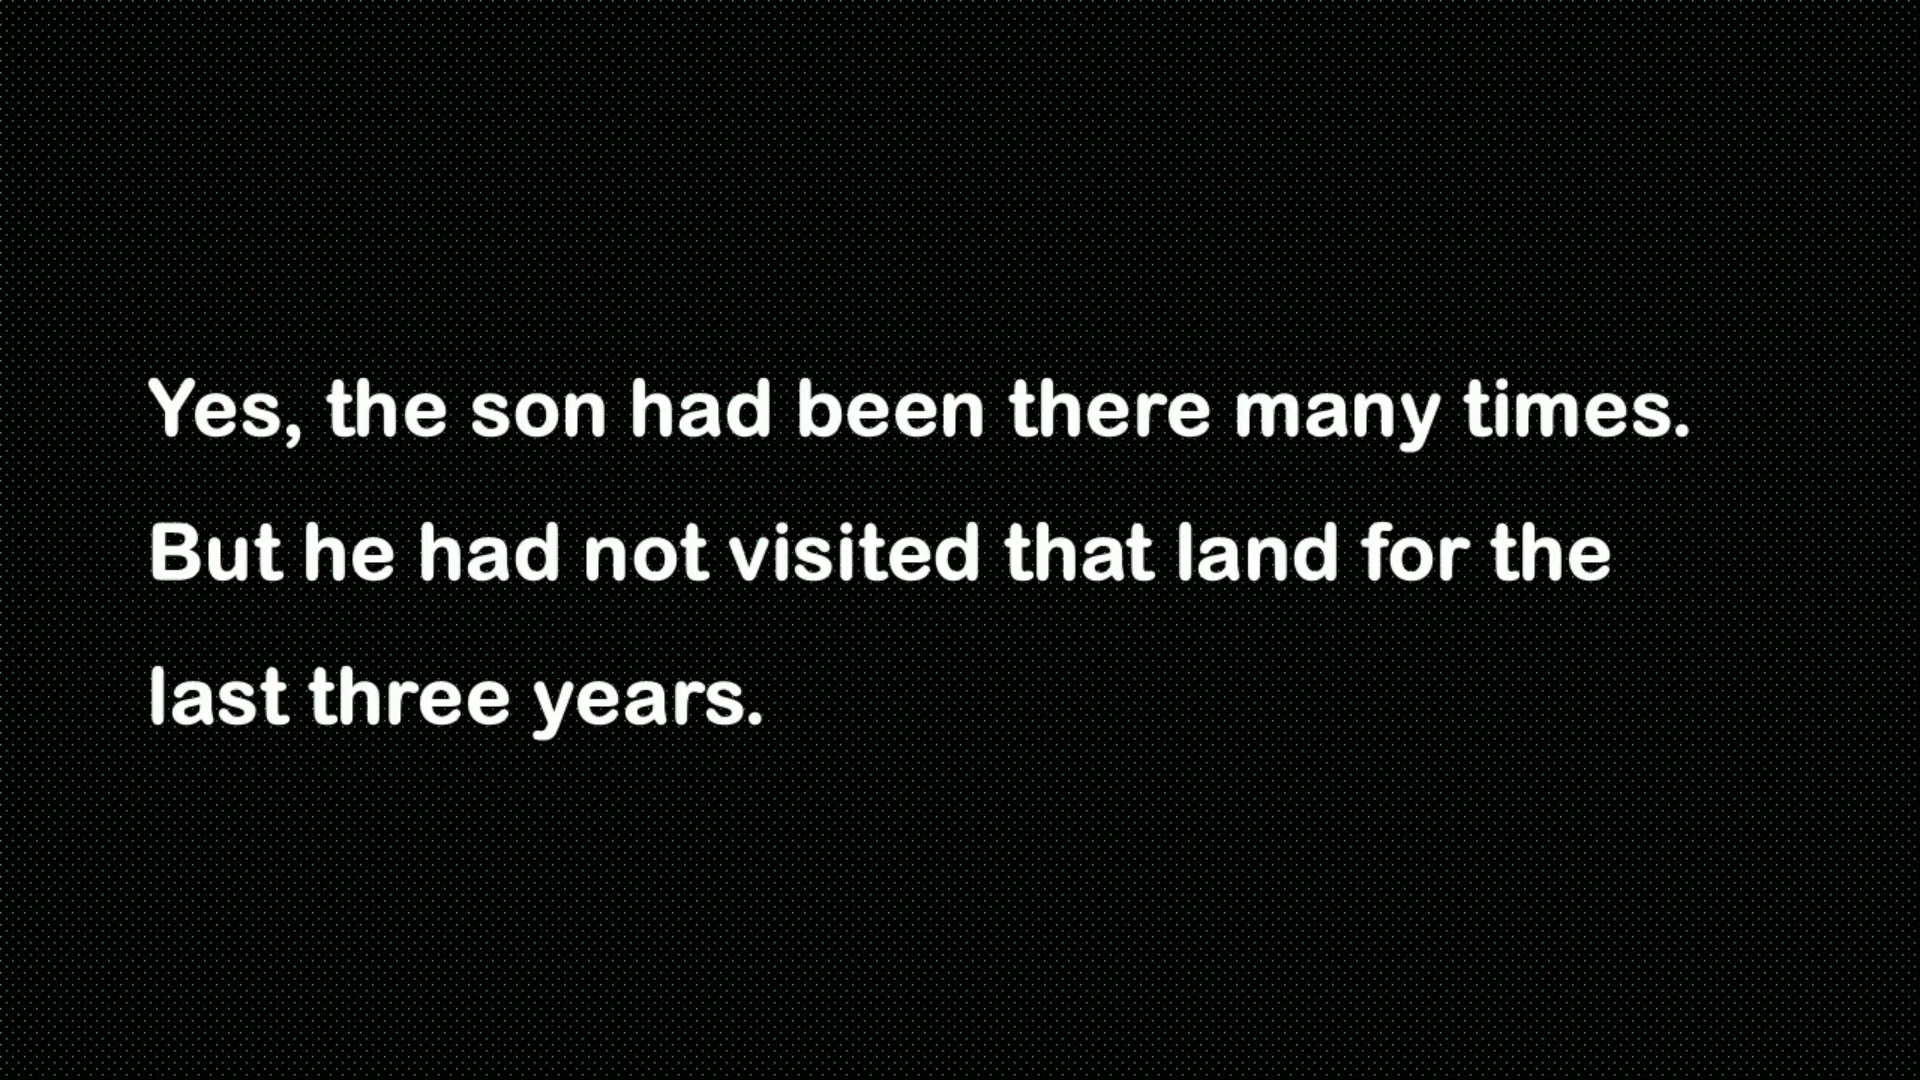 Yes, the son had been there many times.
But he had not visited that land for the
last three years.